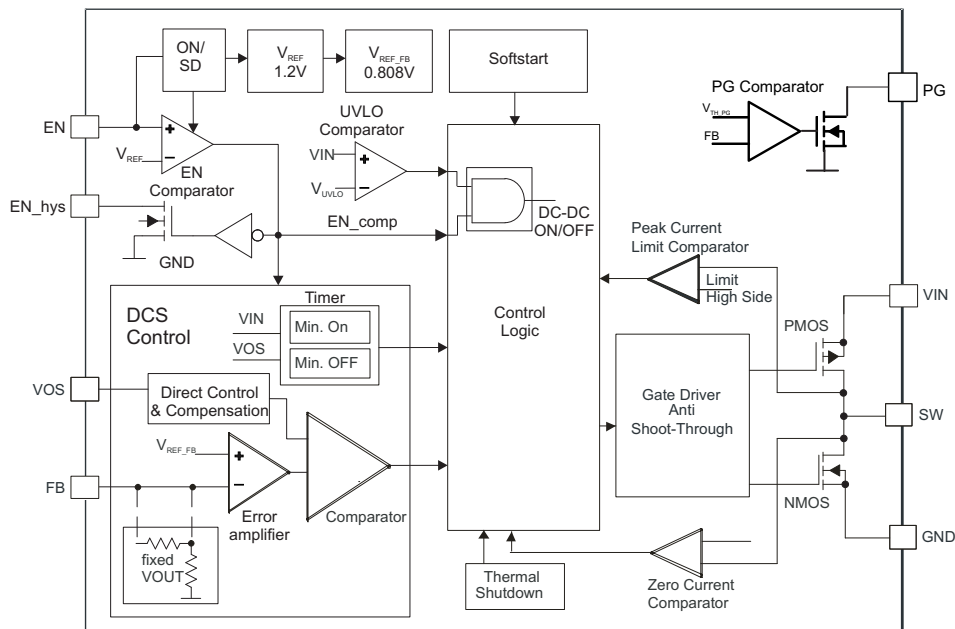 ON/
SD
VREF
1.2V
VREF_FB
0.808V
Softstart
PG Comparator
PG
VTH_PG
FB
EN
VREF
EN
Comparator
UVLO
Comparator
VIN
VUVLO
EN_hys
GND
EN_comp
DC-DC
ON/OFF
Peak Current
Limit Comparator
Limit
High Side
VIN
DCS
Control
Timer
VIN
VOS
Min. On
Min. OFF
Control
Logic
PMOS
Gate Driver
Anti
Shoot-Through
SW
VOS
Direct Control
& Compensation
VREF_FB
FB
Error
amplifier
Comparator
NMOS
GND
fixed
VOUT
Thermal
Shutdown
Zero Current
Comparator